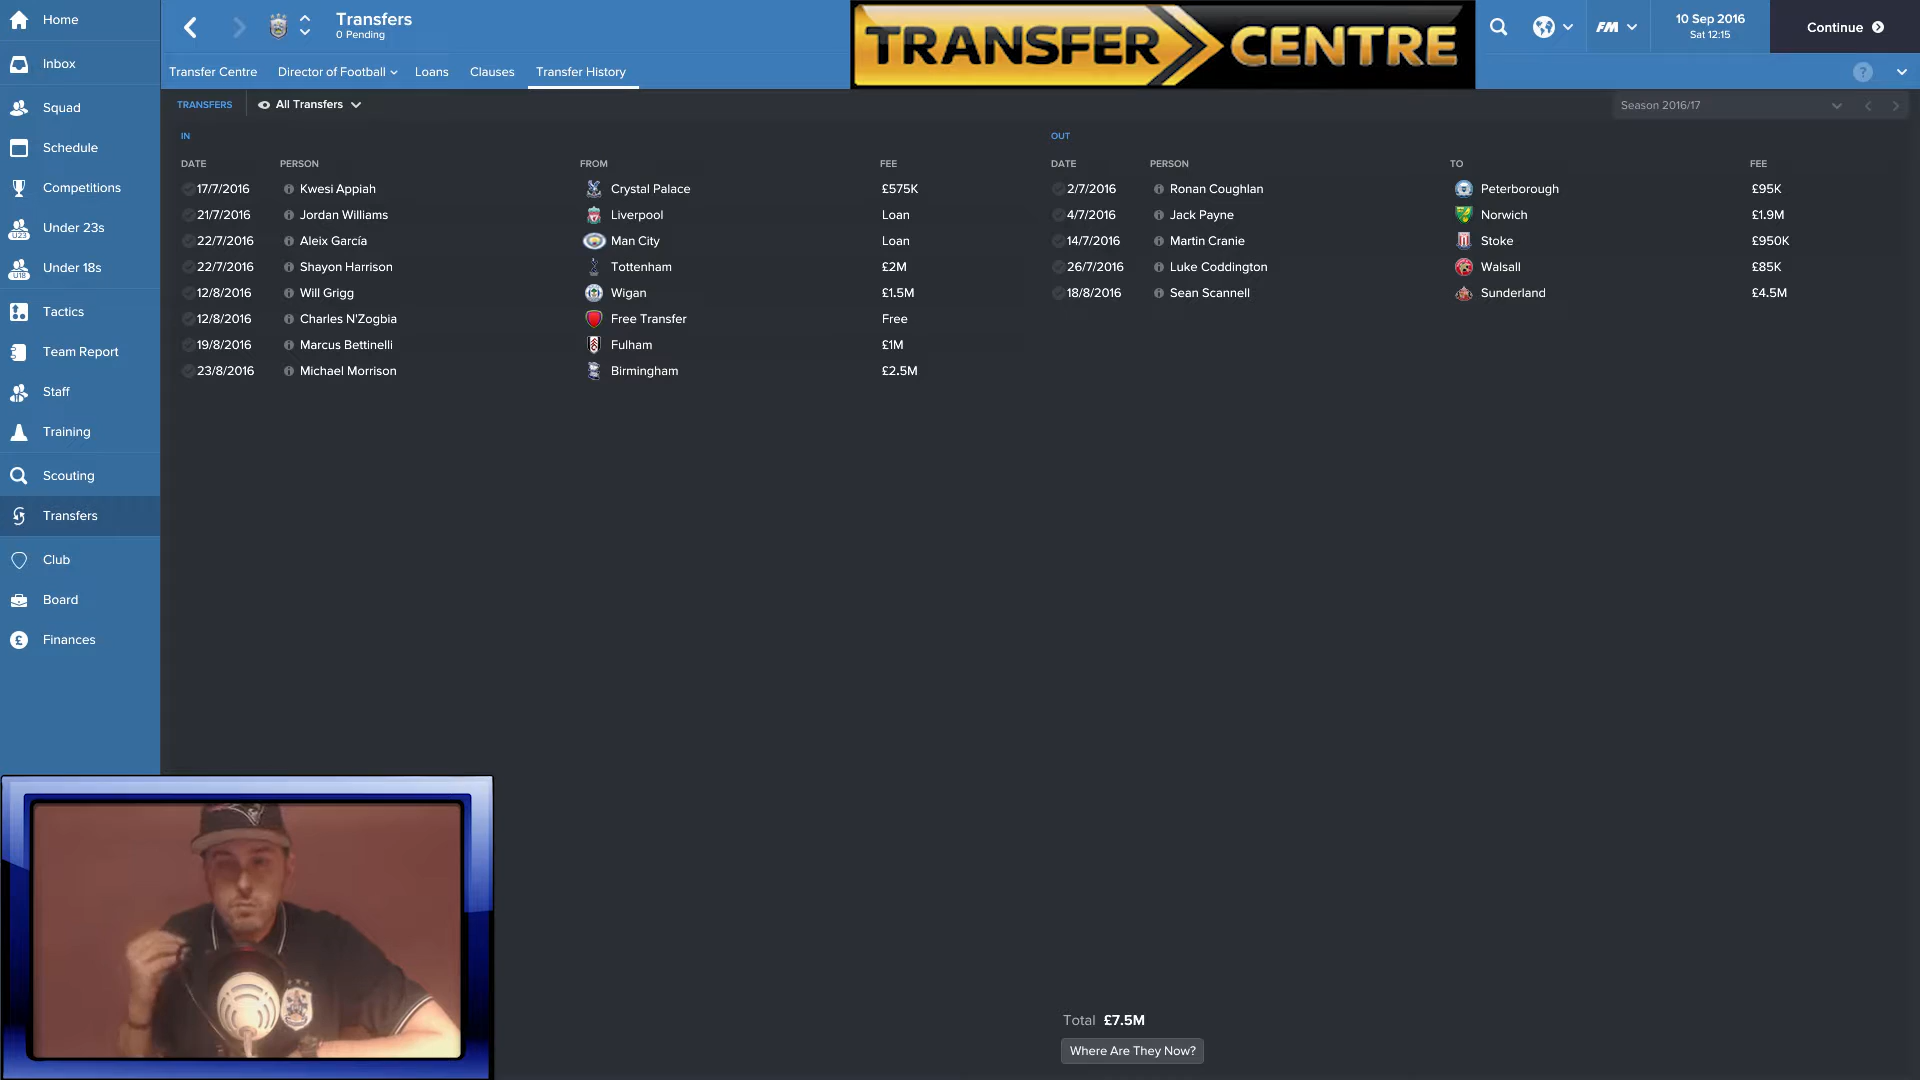 Home
Inbox
Squad
Schedule
Competitions
Under 23s
Under 18s
Tactics
Team Report
Staff
Training
Scouting
Transfers
Club
Board
Finances
Transfers
0 Pending
TRANSFER CENTRE
FM
10 Sep 2016
Sat 12:15
Continue
Transfer Centre Director of Football Loans Clauses Transfer History
?
TRANSFERS All Transfers Season 2016/17
IN
DATE PERSON FROM FEE
17/7/2016 Kwesi Appiah Crystal Palace £575K
21/7/2016 Jordan Williams Liverpool Loan
22/7/2016 Aleix García Man City Loan
22/7/2016 Shayon Harrison Tottenham £2M
12/8/2016 Will Grigg Wigan £1.5M
12/8/2016 Charles N'Zogbia Free Transfer Free
19/8/2016 Marcus Bettinelli Fulham £1M
23/8/2016 Michael Morrison Birmingham £2.5M
OUT
DATE PERSON TO FEE
2/7/2016 Ronan Coughlan Peterborough £95K
4/7/2016 Jack Payne Norwich £1.9M
14/7/2016 Martin Cranie Stoke £950K
26/7/2016 Luke Coddington Walsall £85K
18/8/2016 Sean Scannell Sunderland £4.5M
Total £7.5M
Where Are They Now?